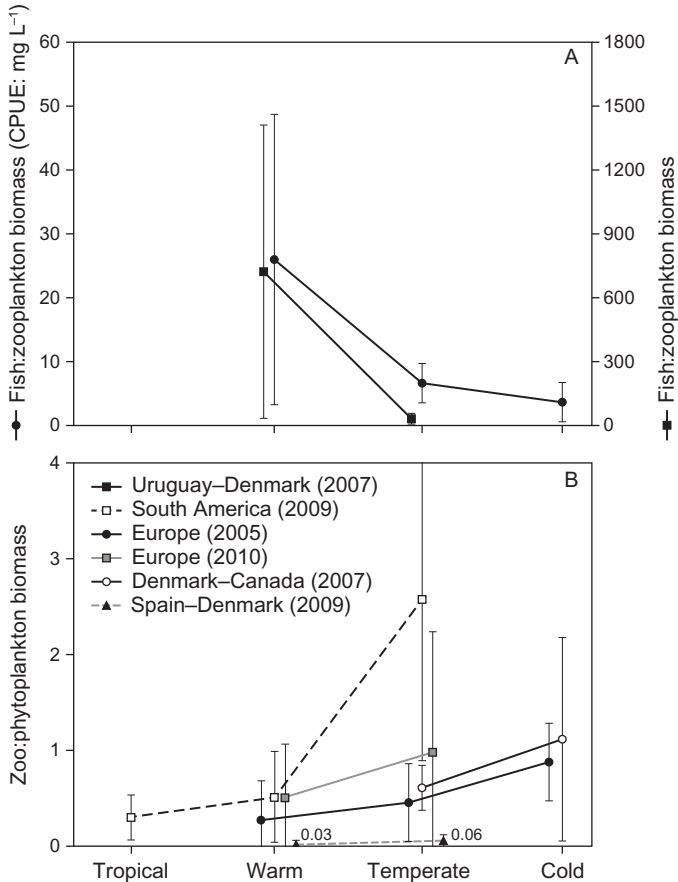 Fish:zooplankton biomass (CPUE: mg L⁻¹)
60
50
40
30
20
10
0
A
1800
1500
1200
900
600
300
0
Fish:zooplankton biomass
Zoo:phytoplankton biomass
4
3
2
1
0
B
Uruguay–Denmark (2007)
South America (2009)
Europe (2005)
Europe (2010)
Denmark–Canada (2007)
Spain–Denmark (2009)
0.03
0.06
Tropical
Warm
Temperate
Cold